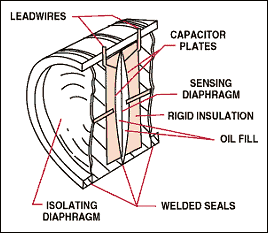 LEADWIRES
CAPACITOR
PLATES
SENSING
DIAPHRAGM
RIGID INSULATION
OIL FILL
ISOLATING
DIAPHRAGM
WELDED SEALS